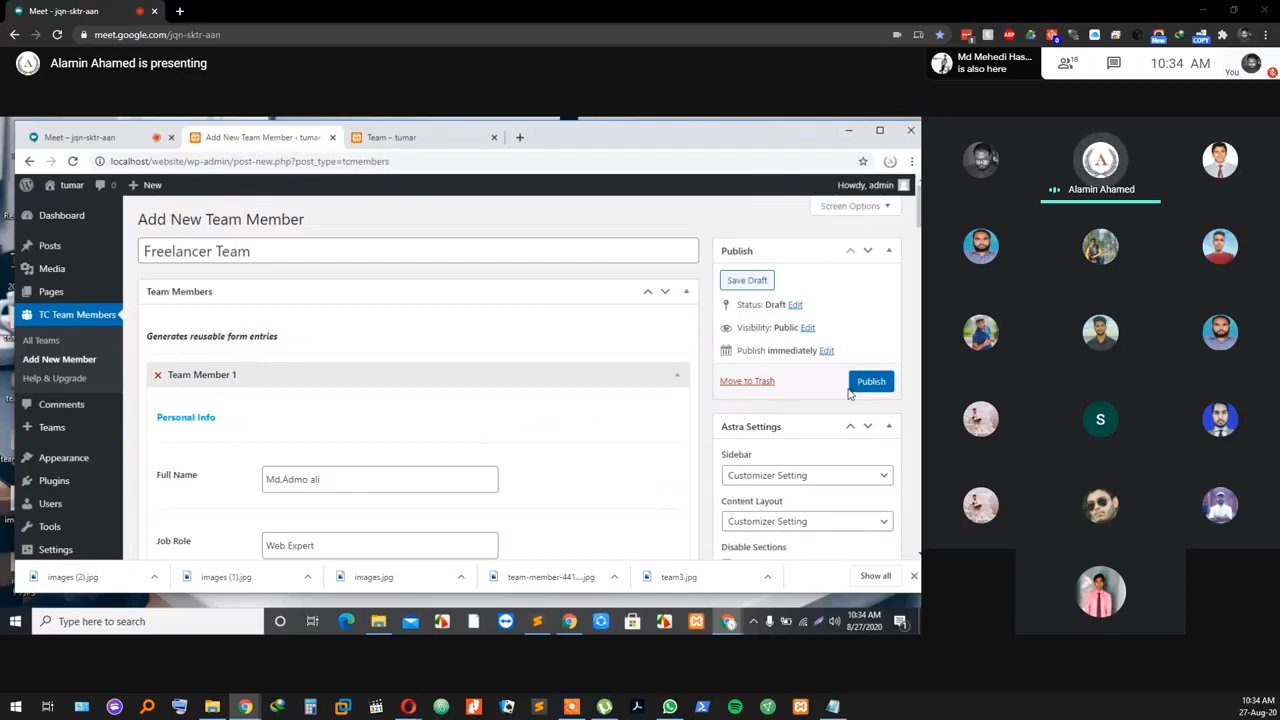 Meet - jqn-sktr-aan
meet.google.com/jqn-sktr-aan
New
COPY
Alamin Ahamed is presenting
Md Mehedi Has...
is also here
18
10:34 AM
You
Meet – jqn-sktr-aan
Add New Team Member ‹ tumar
Team – tumar
localhost/website/wp-admin/post-new.php?post_type=tcmembers
tumar
0
New
Howdy, admin
Dashboard
Posts
Media
Pages
TC Team Members
All Teams
Add New Member
Help & Upgrade
Comments
Teams
Appearance
Plugins
Users
Tools
Settings
Add New Team Member
Screen Options
Freelancer Team
Team Members
Generates reusable form entries
Team Member 1
Personal Info
Full Name
Md.Admo ali
Job Role
Web Expert
Publish
Save Draft
Status: Draft Edit
Visibility: Public Edit
Publish immediately Edit
Move to Trash
Publish
Astra Settings
Sidebar
Customizer Setting
Content Layout
Customizer Setting
Disable Sections
images (2).jpg
images (1).jpg
images.jpg
team-member-441....jpg
team3.jpg
Show all
Type here to search
10:34 AM
8/27/2020
1
Alamin Ahamed
S
10:34 AM
27-Aug-20